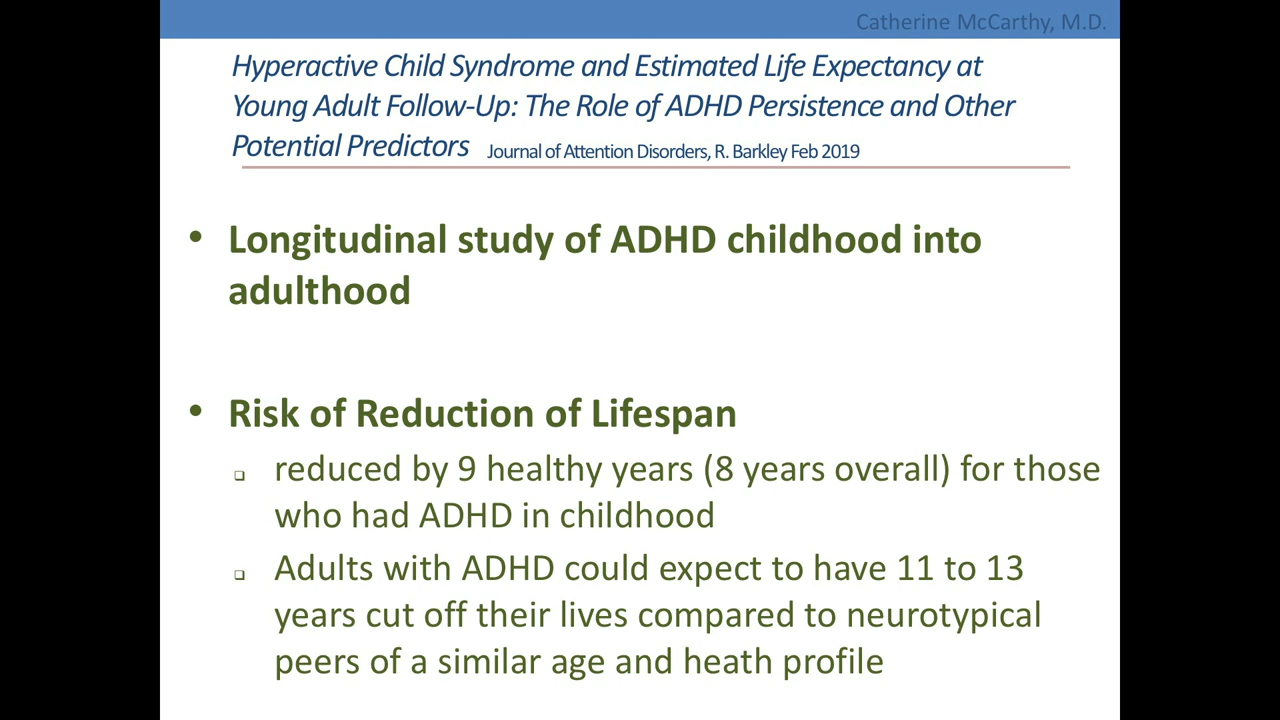 Catherine McCarthy, M.D.
Hyperactive Child Syndrome and Estimated Life Expectancy at
Young Adult Follow-Up: The Role of ADHD Persistence and Other
Potential Predictors Journal of Attention Disorders, R. Barkley Feb 2019
• Longitudinal study of ADHD childhood into
adulthood
• Risk of Reduction of Lifespan
❑ reduced by 9 healthy years (8 years overall) for those
who had ADHD in childhood
❑ Adults with ADHD could expect to have 11 to 13
years cut off their lives compared to neurotypical
peers of a similar age and heath profile